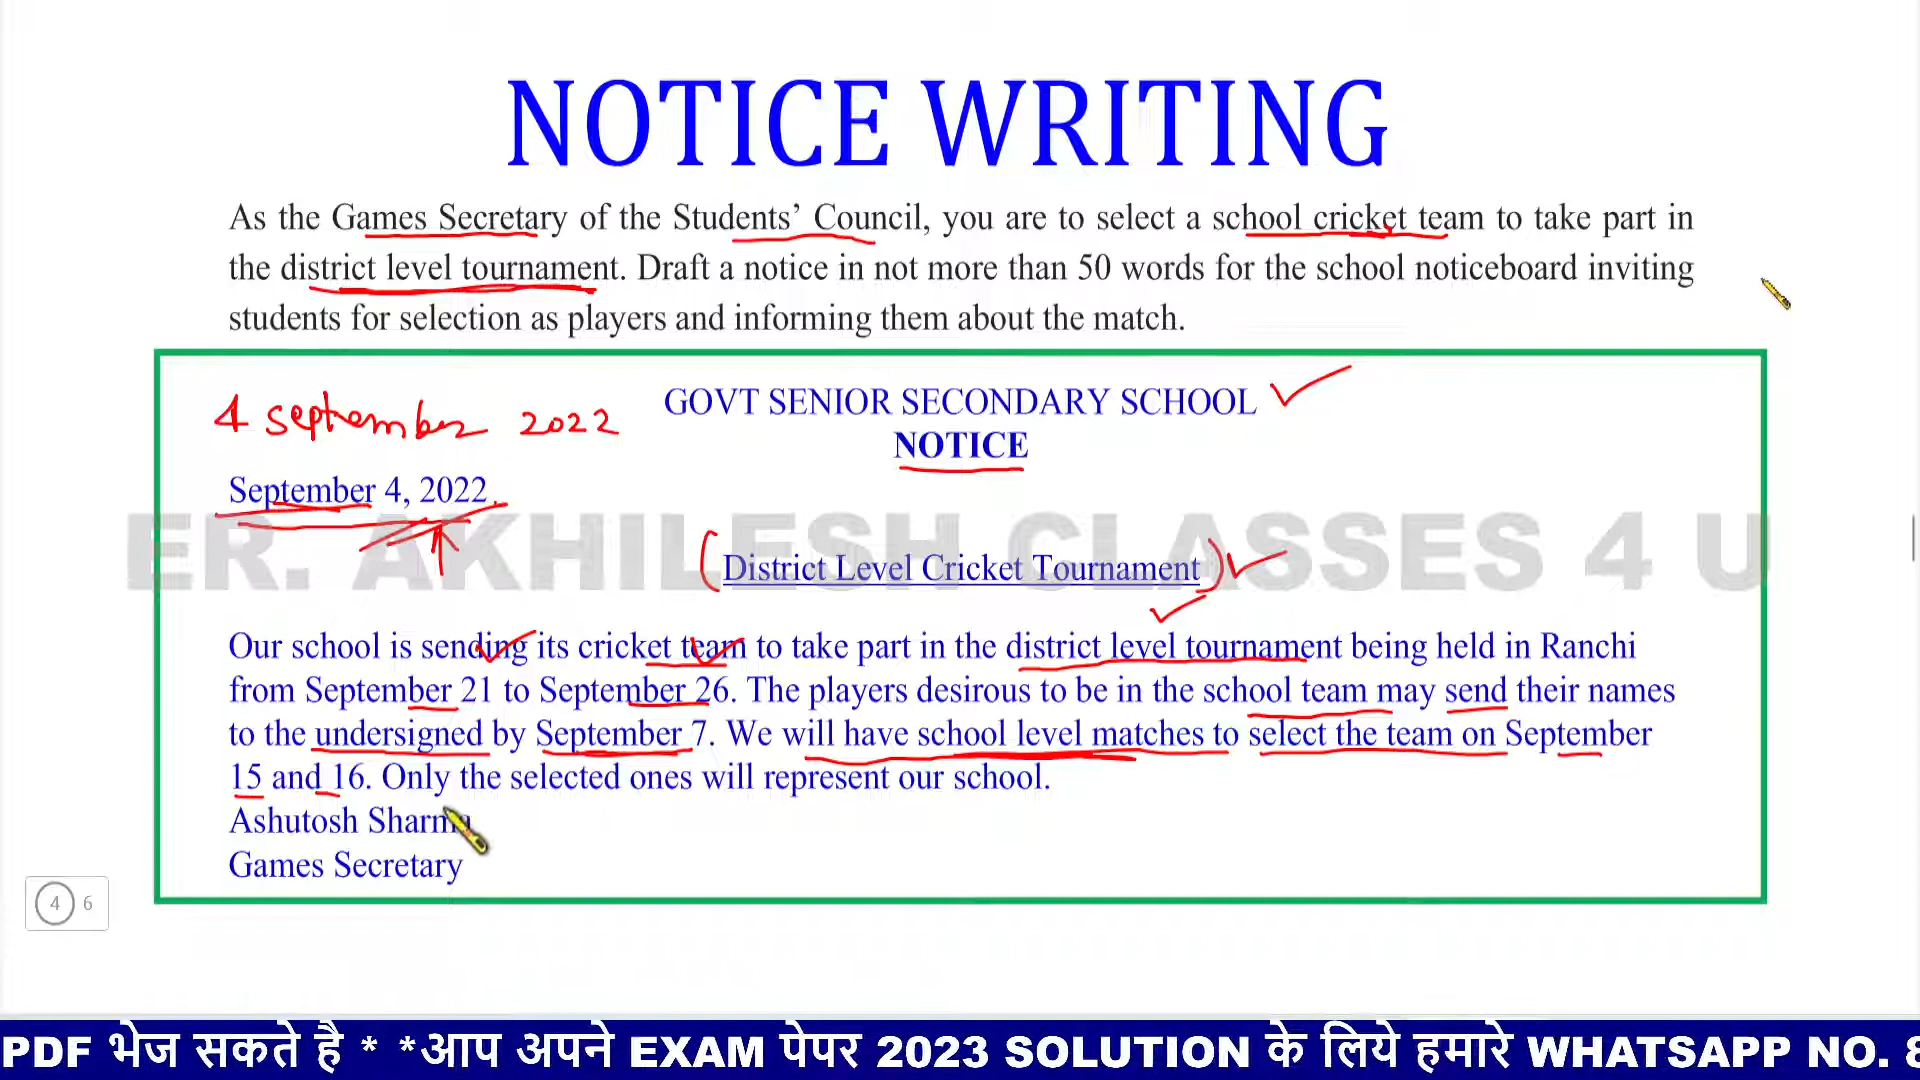 NOTICE WRITING
As the Games Secretary of the Students’ Council, you are to select a school cricket team to take part in
the district level tournament. Draft a notice in not more than 50 words for the school noticeboard inviting
students for selection as players and informing them about the match.
GOVT SENIOR SECONDARY SCHOOL
4 september 2022
NOTICE
September 4, 2022
ER. AKHILESH CLASSES 4 U
(District Level Cricket Tournament)
Our school is sending its cricket team to take part in the district level tournament being held in Ranchi
from September 21 to September 26. The players desirous to be in the school team may send their names
to the undersigned by September 7. We will have school level matches to select the team on September
15 and 16. Only the selected ones will represent our school.
Ashutosh Sharma
Games Secretary
4 6
PDF भेज सकते है * *आप अपने EXAM पेपर 2023 SOLUTION के लिये हमारे WHATSAPP NO. 8